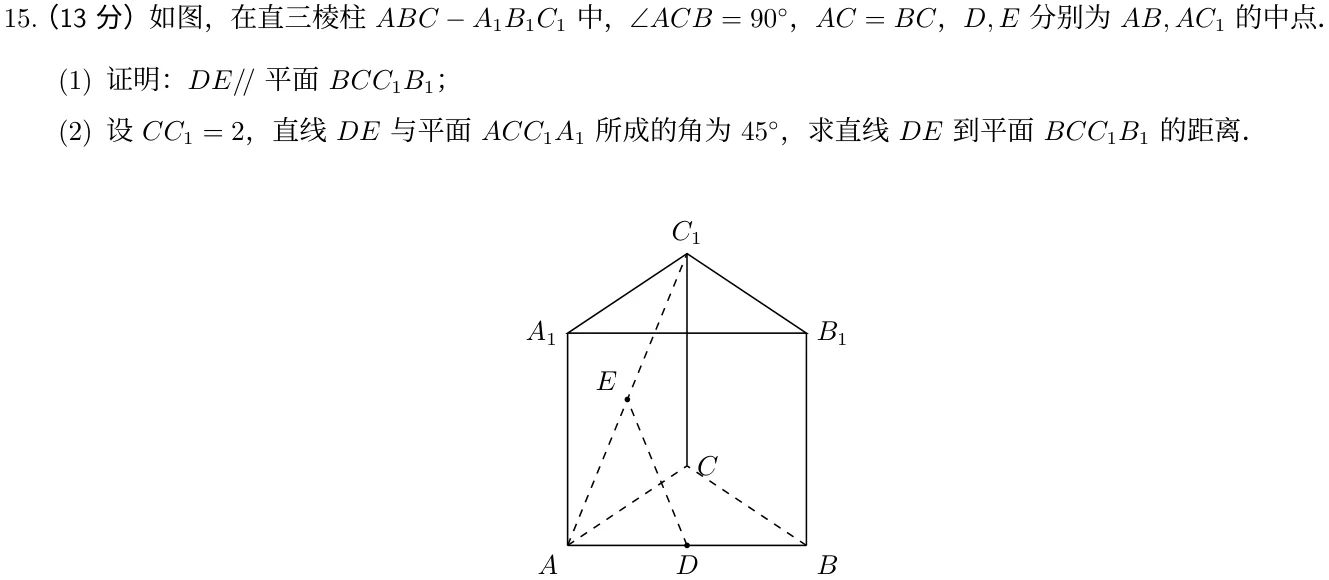 15.（13 分）如图，在直三棱柱 ABC − A₁B₁C₁ 中，∠ACB = 90°，AC = BC，D, E 分别为 AB, AC₁ 的中点．
(1) 证明：DE// 平面 BCC₁B₁；
(2) 设 CC₁ = 2，直线 DE 与平面 ACC₁A₁ 所成的角为 45°，求直线 DE 到平面 BCC₁B₁ 的距离．
C₁
A₁
B₁
E
C
A
D
B